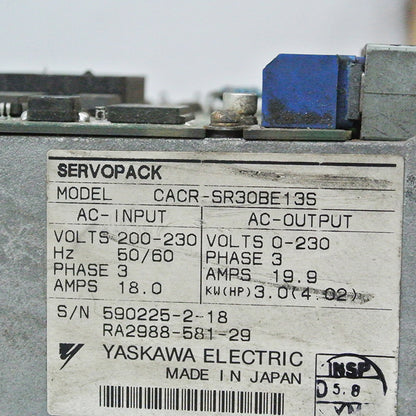 SERVOPACK
MODEL CACR-SR30BE13S
AC-INPUT AC-OUTPUT
VOLTS 200-230 VOLTS 0-230
Hz 50/60 PHASE 3
PHASE 3 AMPS 19.9
AMPS 18.0 KW(HP) 3.0(4.02)
S/N 590225-2-18
RA2988-581-29
YASKAWA ELECTRIC
MADE IN JAPAN
INSP
05.8